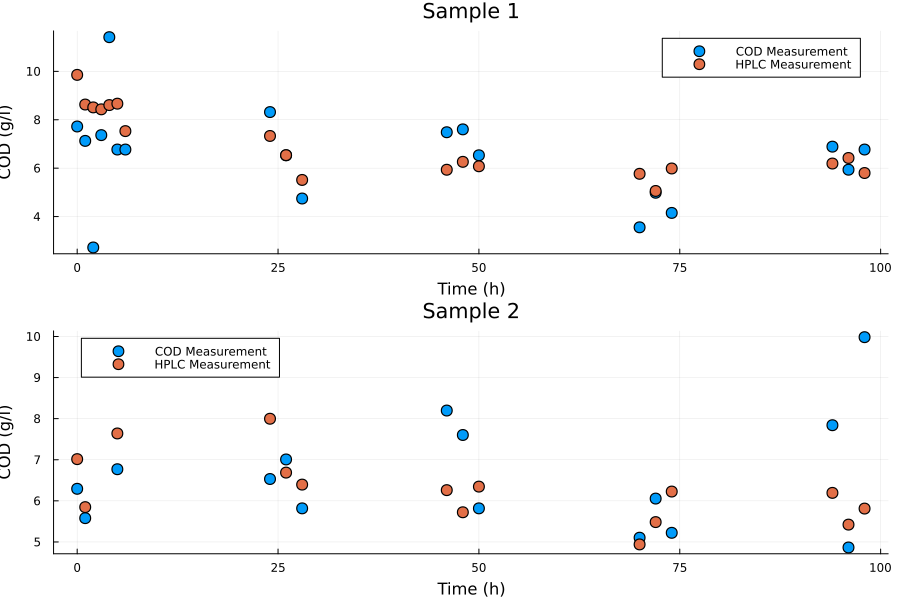 Sample 1
COD Measurement
HPLC Measurement
COD (g/l)
10
8
6
4
0
25
50
75
100
Time (h)
Sample 2
COD Measurement
HPLC Measurement
COD (g/l)
10
9
8
7
6
5
0
25
50
75
100
Time (h)